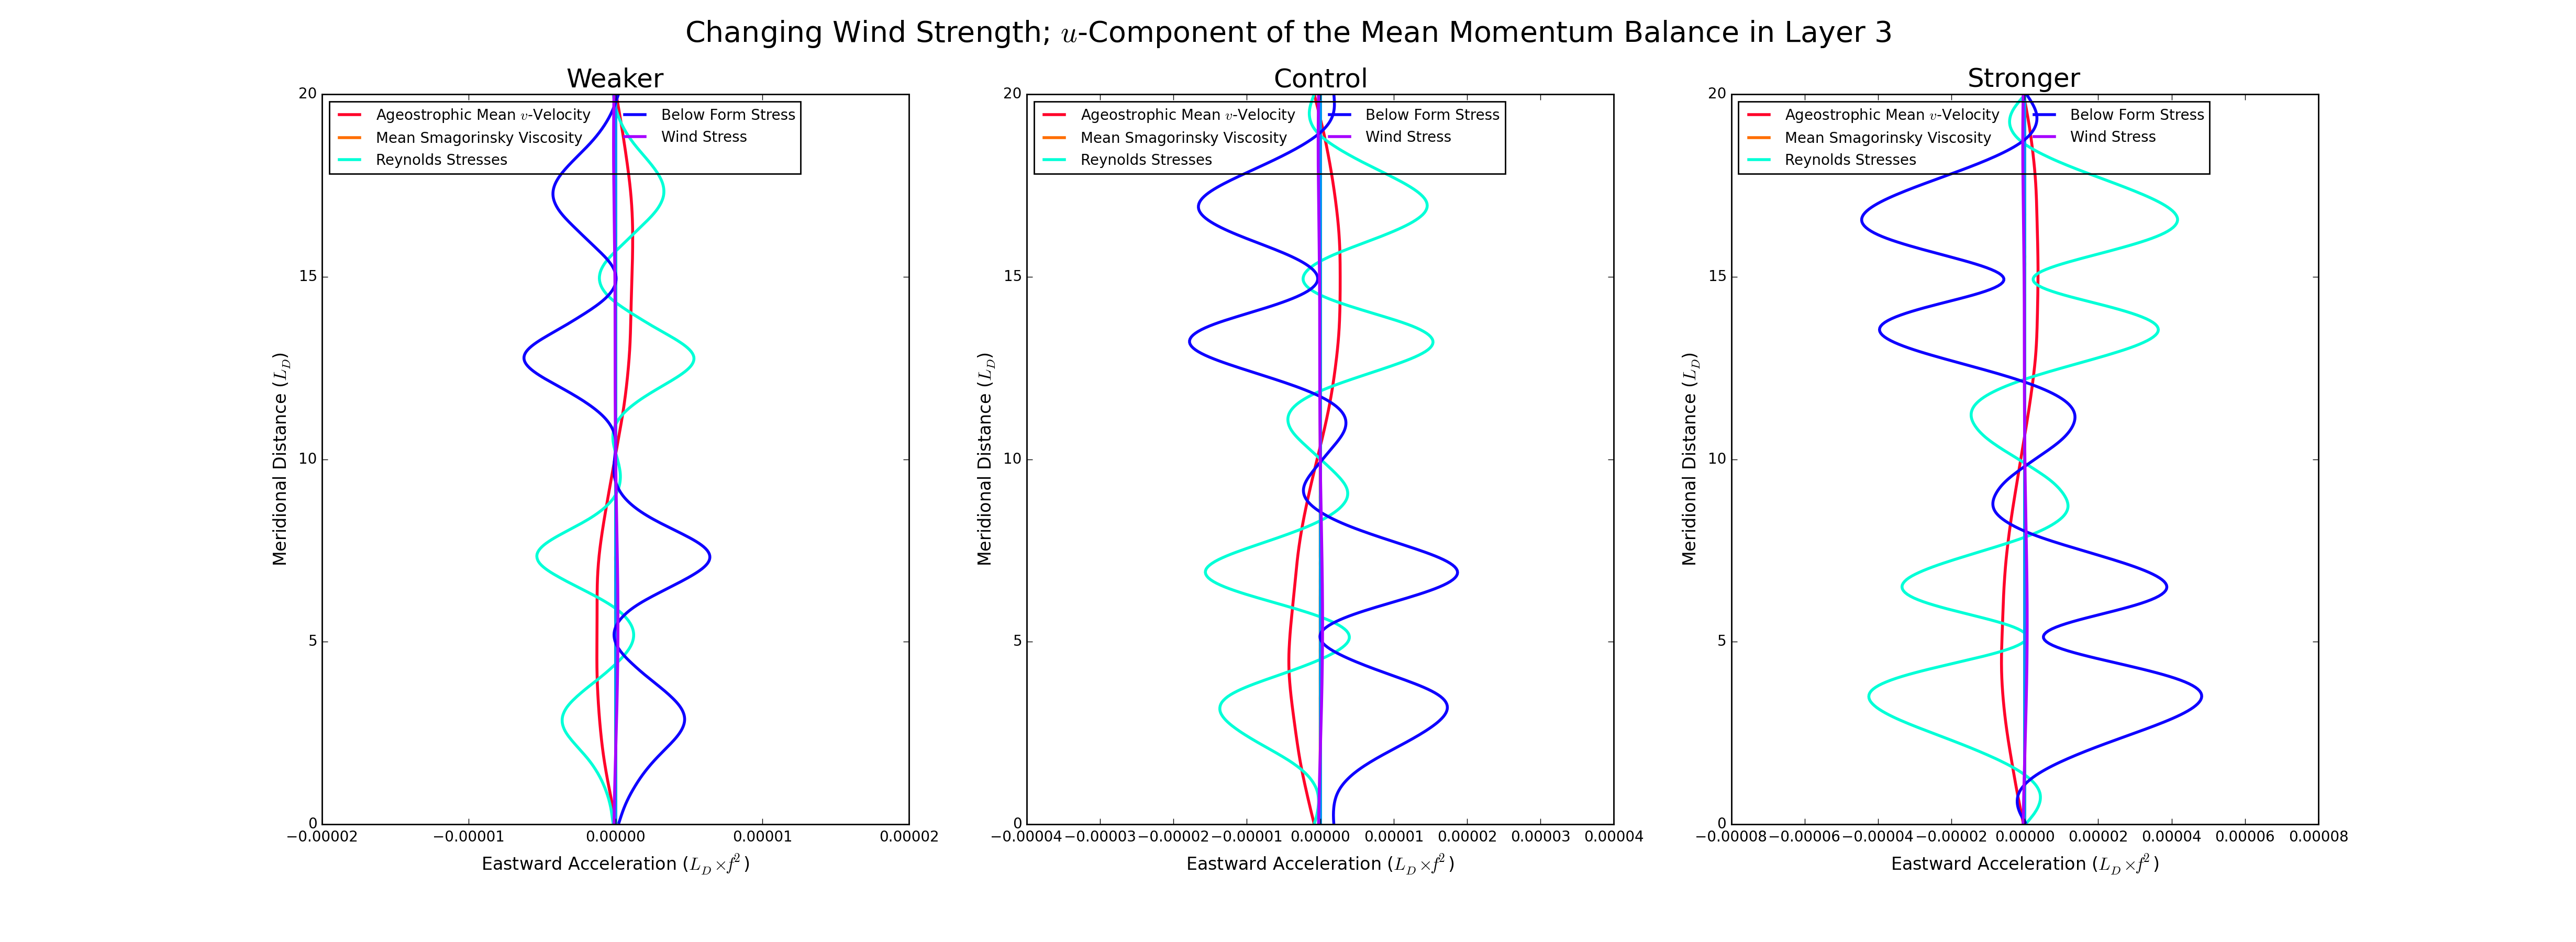 Changing Wind Strength; u-Component of the Mean Momentum Balance in Layer 3
Weaker
Ageostrophic Mean v-Velocity
Mean Smagorinsky Viscosity
Reynolds Stresses
Below Form Stress
Wind Stress
20
15
10
5
0
Meridional Distance (L_D)
−0.00002 −0.00001 0.00000 0.00001 0.00002
Eastward Acceleration (L_D×f²)
Control
Ageostrophic Mean v-Velocity
Mean Smagorinsky Viscosity
Reynolds Stresses
Below Form Stress
Wind Stress
20
15
10
5
0
Meridional Distance (L_D)
−0.00004 −0.00003 −0.00002 −0.00001 0.00000 0.00001 0.00002 0.00003 0.00004
Eastward Acceleration (L_D×f²)
Stronger
Ageostrophic Mean v-Velocity
Mean Smagorinsky Viscosity
Reynolds Stresses
Below Form Stress
Wind Stress
20
15
10
5
0
Meridional Distance (L_D)
−0.00008 −0.00006 −0.00004 −0.00002 0.00000 0.00002 0.00004 0.00006 0.00008
Eastward Acceleration (L_D×f²)